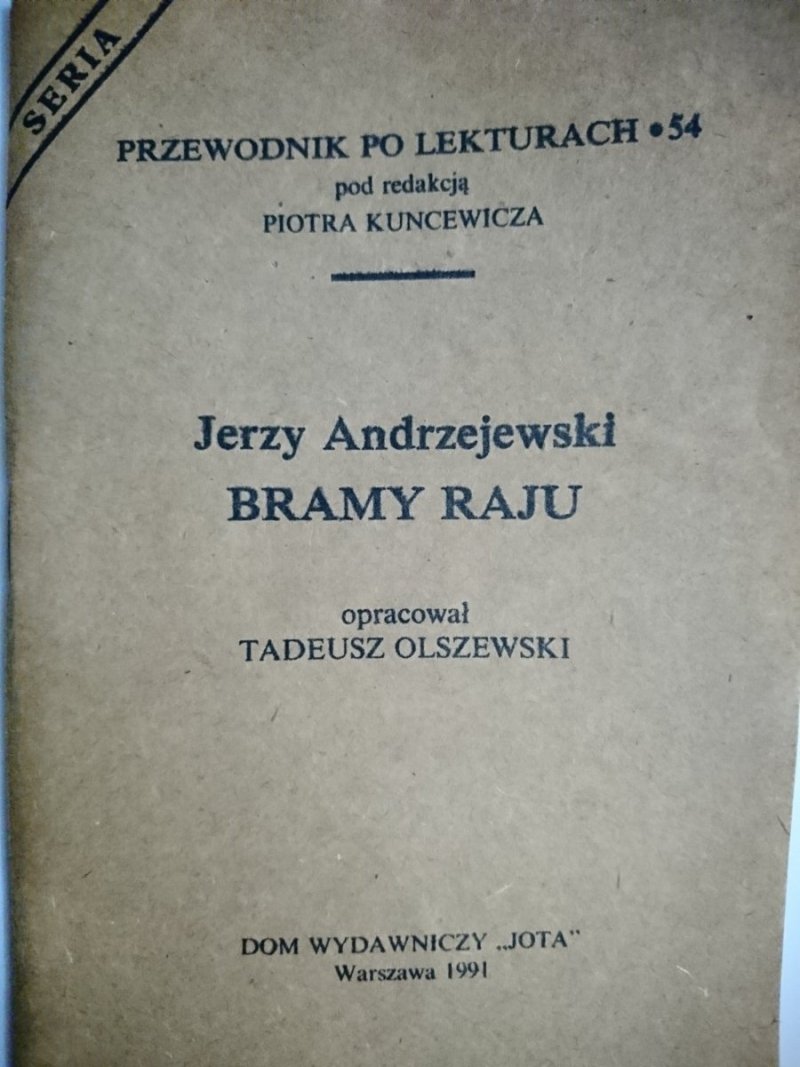 SERIA
PRZEWODNIK PO LEKTURACH • 54
pod redakcją
PIOTRA KUNCEWICZA
Jerzy Andrzejewski
BRAMY RAJU
opracował
TADEUSZ OLSZEWSKI
DOM WYDAWNICZY „JOTA"
Warszawa 1991